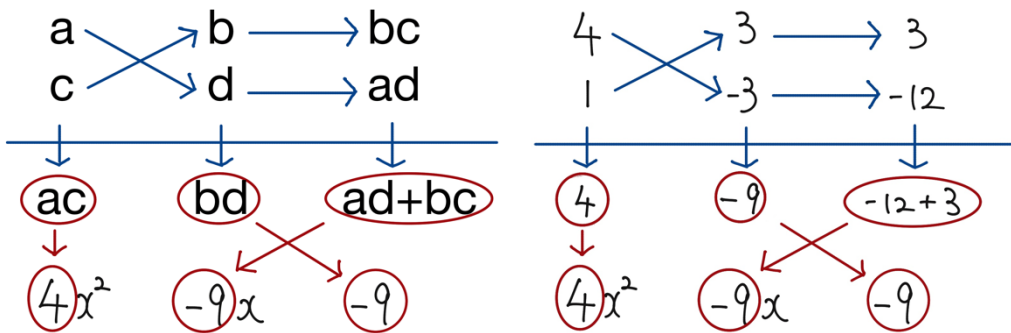 a b bc
c d ad
ac bd ad+bc
4x² -9x -9
4 3 3
1 -3 -12
4 -9 -12+3
4x² -9x -9